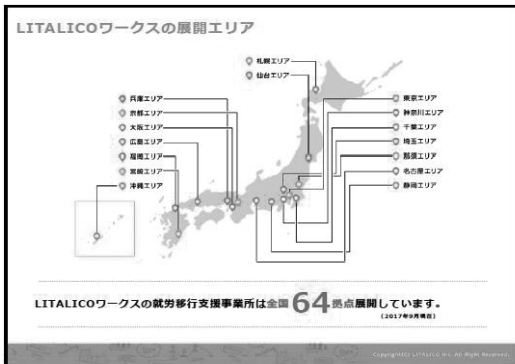 LITALICOワークスの展開エリア
札幌エリア
仙台エリア
兵庫エリア
京都エリア
大阪エリア
広島エリア
福岡エリア
宮崎エリア
沖縄エリア
東京エリア
神奈川エリア
千葉エリア
埼玉エリア
那須エリア
名古屋エリア
静岡エリア
LITALICOワークスの就労移行支援事業所は全国64拠点展開しています。
(2017年9月現在)
Copyright(c) LITALICO Inc. All Rights Reserved.